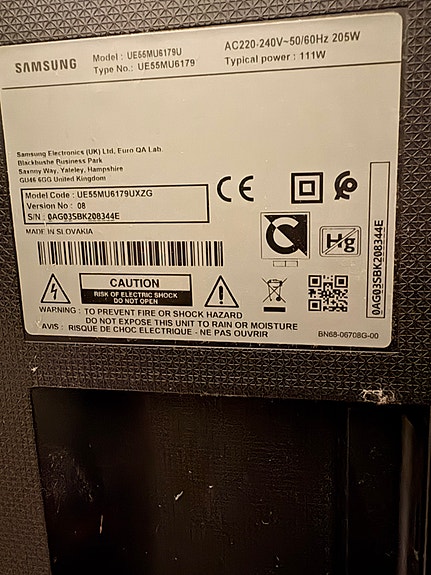 SAMSUNG
Model : UE55MU6179U
Type No.: UE55MU6179
AC220-240V~50/60Hz 205W
Typical power : 111W
Samsung Electronics (UK) Ltd, Euro QA Lab.
Blackbushe Business Park
Saxony Way, Yateley, Hampshire
GU46 6GG United Kingdom
Model Code : UE55MU6179UXZG
Version No : 08
S/N : 0AG03SBK208344E
MADE IN SLOVAKIA
CE
Hg
0AG03SBK208344E
CAUTION
RISK OF ELECTRIC SHOCK
DO NOT OPEN
WARNING : TO PREVENT FIRE OR SHOCK HAZARD
DO NOT EXPOSE THIS UNIT TO RAIN OR MOISTURE
AVIS : RISQUE DE CHOC ELECTRIQUE - NE PAS OUVRIR
BN68-06708G-00